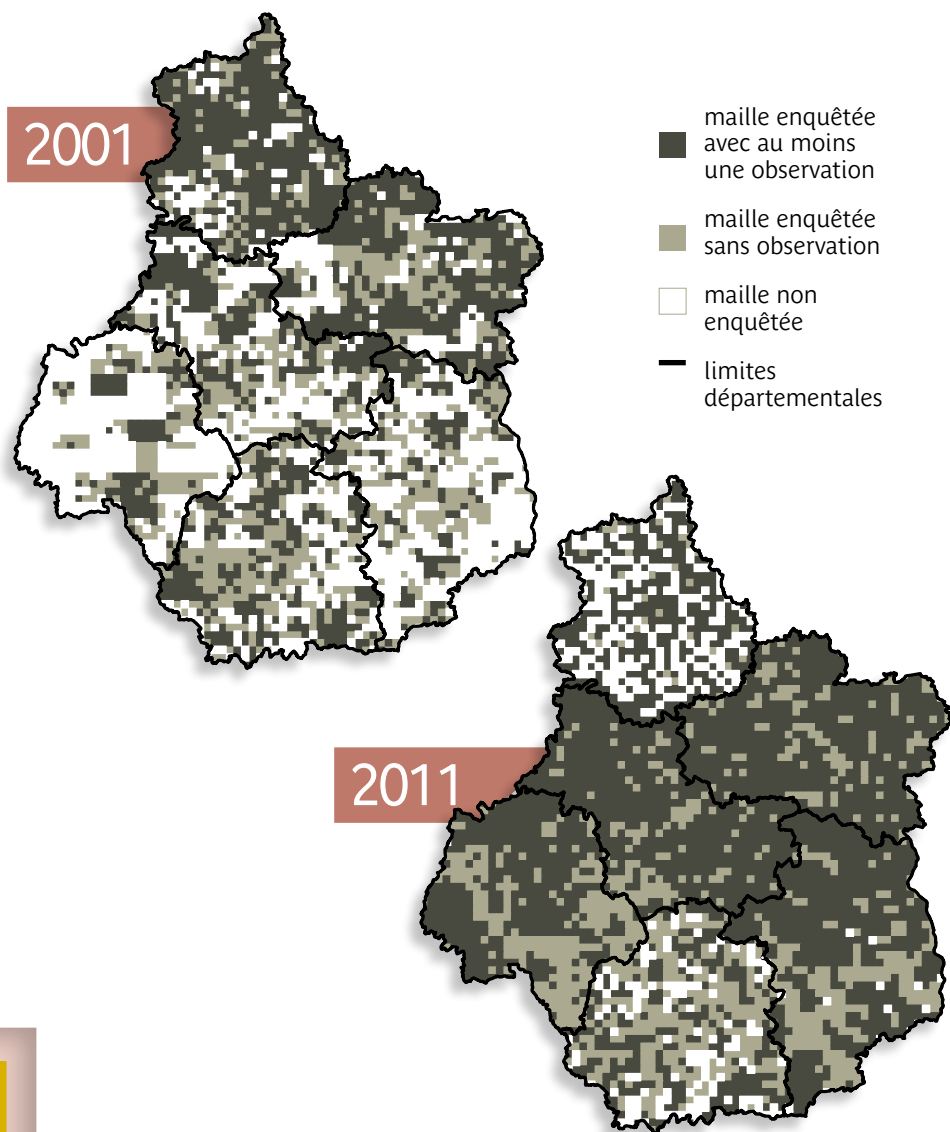 2001
maille enquêtée
avec au moins
une observation
maille enquêtée
sans observation
maille non
enquêtée
limites
départementales
2011